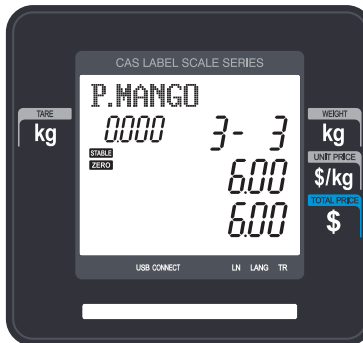 CAS LABEL SCALE SERIES
P.MANGO
TARE
kg
0.000
3- 3
WEIGHT
kg
STABLE
ZERO
6.00
UNIT PRICE
$/kg
6.00
TOTAL PRICE
$
USB CONNECT LN LANG TR